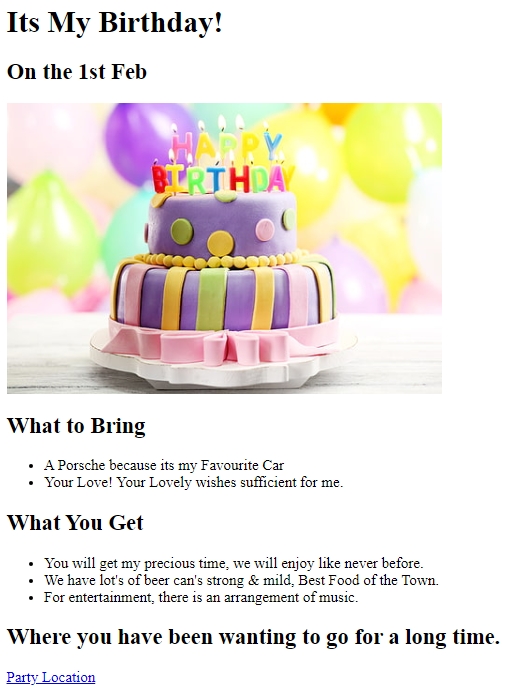 Its My Birthday!
On the 1st Feb
HAPPY
BIRTHDAY
What to Bring
A Porsche because its my Favourite Car
Your Love! Your Lovely wishes sufficient for me.
What You Get
You will get my precious time, we will enjoy like never before.
We have lot's of beer can's strong & mild, Best Food of the Town.
For entertainment, there is an arrangement of music.
Where you have been wanting to go for a long time.
Party Location